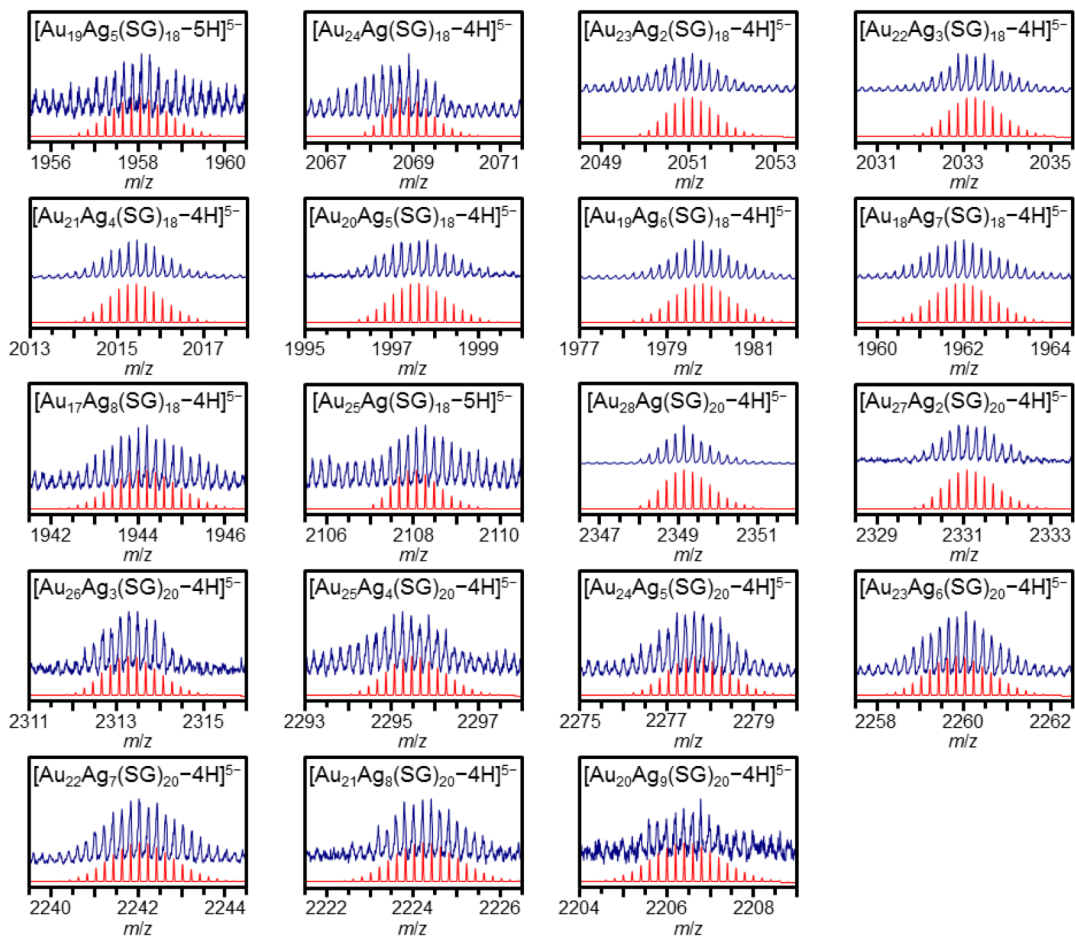 [Au₁₉Ag₅(SG)₁₈−5H]⁵⁻
1956 1958 1960
m/z
[Au₂₄Ag(SG)₁₈−4H]⁵⁻
2067 2069 2071
m/z
[Au₂₃Ag₂(SG)₁₈−4H]⁵⁻
2049 2051 2053
m/z
[Au₂₂Ag₃(SG)₁₈−4H]⁵⁻
2031 2033 2035
m/z
[Au₂₁Ag₄(SG)₁₈−4H]⁵⁻
2013 2015 2017
m/z
[Au₂₀Ag₅(SG)₁₈−4H]⁵⁻
1995 1997 1999
m/z
[Au₁₉Ag₆(SG)₁₈−4H]⁵⁻
1977 1979 1981
m/z
[Au₁₈Ag₇(SG)₁₈−4H]⁵⁻
1960 1962 1964
m/z
[Au₁₇Ag₈(SG)₁₈−4H]⁵⁻
1942 1944 1946
m/z
[Au₂₅Ag(SG)₁₈−5H]⁵⁻
2106 2108 2110
m/z
[Au₂₈Ag(SG)₂₀−4H]⁵⁻
2347 2349 2351
m/z
[Au₂₇Ag₂(SG)₂₀−4H]⁵⁻
2329 2331 2333
m/z
[Au₂₆Ag₃(SG)₂₀−4H]⁵⁻
2311 2313 2315
m/z
[Au₂₅Ag₄(SG)₂₀−4H]⁵⁻
2293 2295 2297
m/z
[Au₂₄Ag₅(SG)₂₀−4H]⁵⁻
2275 2277 2279
m/z
[Au₂₃Ag₆(SG)₂₀−4H]⁵⁻
2258 2260 2262
m/z
[Au₂₂Ag₇(SG)₂₀−4H]⁵⁻
2240 2242 2244
m/z
[Au₂₁Ag₈(SG)₂₀−4H]⁵⁻
2222 2224 2226
m/z
[Au₂₀Ag₉(SG)₂₀−4H]⁵⁻
2204 2206 2208
m/z